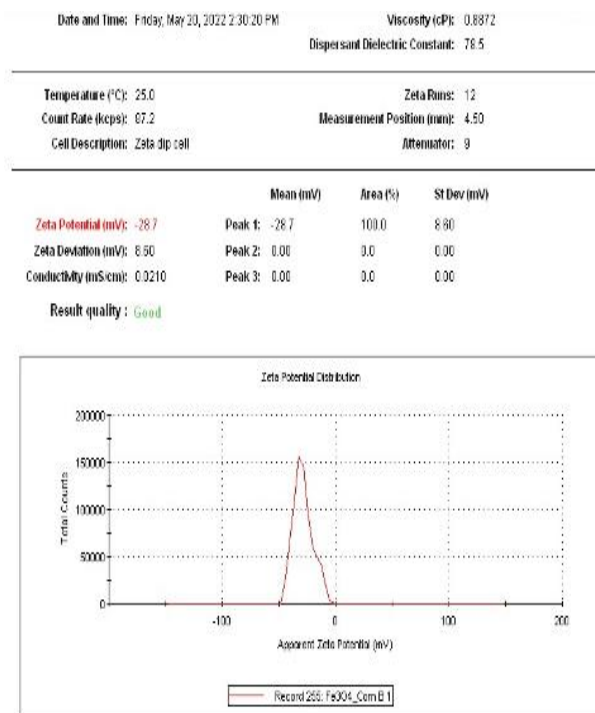 Date and Time: Friday, May 20, 2022 2:30:20 PM Viscosity (cP): 0.8872
Dispersant Dielectric Constant: 78.5
Temperature (°C): 25.0 Zeta Runs: 12
Count Rate (kcps): 87.2 Measurement Position (mm): 4.50
Cell Description: Zeta dip cell Attenuator: 9
Mean (mV) Area (%) St Dev (mV)
Zeta Potential (mV): -28.7 Peak 1: -28.7 100.0 8.60
Zeta Deviation (mV): 8.60 Peak 2: 0.00 0.0 0.00
Conductivity (mS/cm): 0.0210 Peak 3: 0.00 0.0 0.00
Result quality : Good
Zeta Potential Distribution
200000
150000
100000
50000
0
Total Counts
-100 0 100 200
Apparent Zeta Potential (mV)
Record 255: Fe3O4_Com B 1